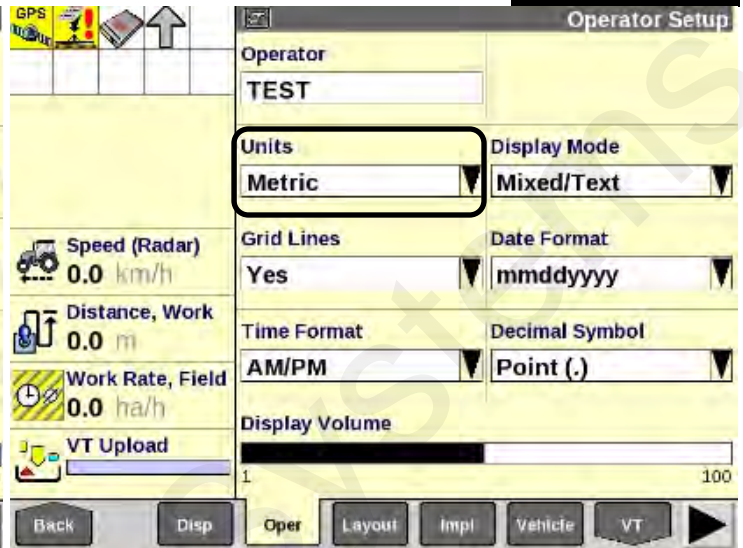 GPS
Operator Setup
Operator
TEST
Units
Metric
Display Mode
Mixed/Text
Grid Lines
Yes
Date Format
mmddyyyy
Time Format
AM/PM
Decimal Symbol
Point (.)
Display Volume
1
100
Speed (Radar)
0.0 km/h
Distance, Work
0.0 m
Work Rate, Field
0.0 ha/h
VT Upload
Back
Disp
Oper
Layout
Impl
Vehicle
VT
systems